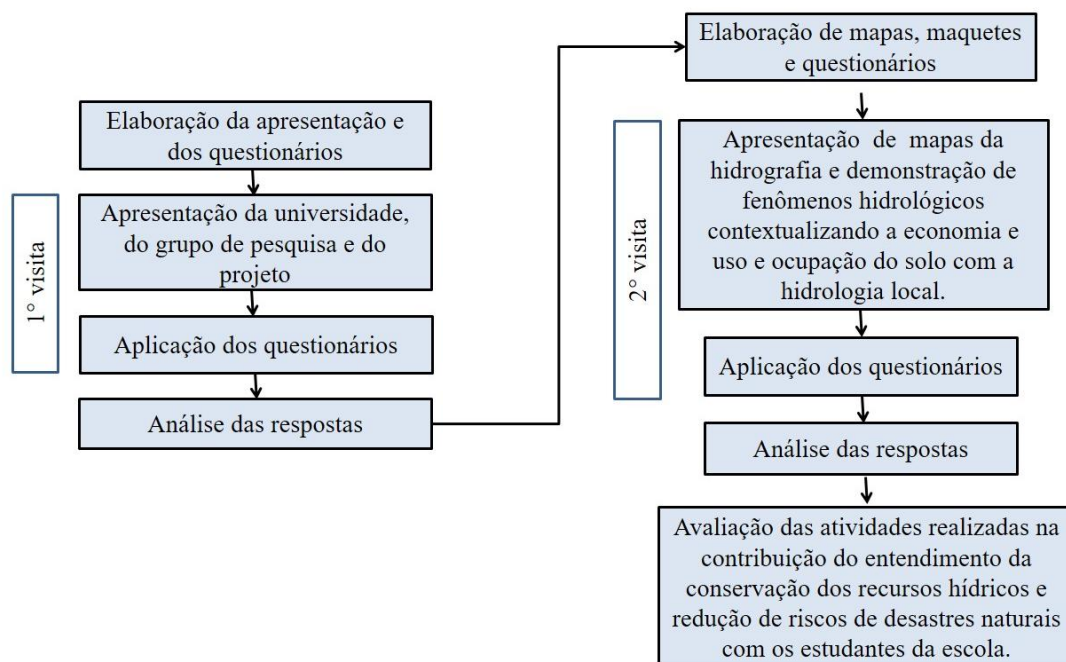 Elaboração da apresentação e
dos questionários
1° visita
Apresentação da universidade,
do grupo de pesquisa e do
projeto
Aplicação dos questionários
Análise das respostas
Elaboração de mapas, maquetes
e questionários
2° visita
Apresentação de mapas da
hidrografia e demonstração de
fenômenos hidrológicos
contextualizando a economia e
uso e ocupação do solo com a
hidrologia local.
Aplicação dos questionários
Análise das respostas
Avaliação das atividades realizadas na
contribuição do entendimento da
conservação dos recursos hídricos e
redução de riscos de desastres naturais
com os estudantes da escola.